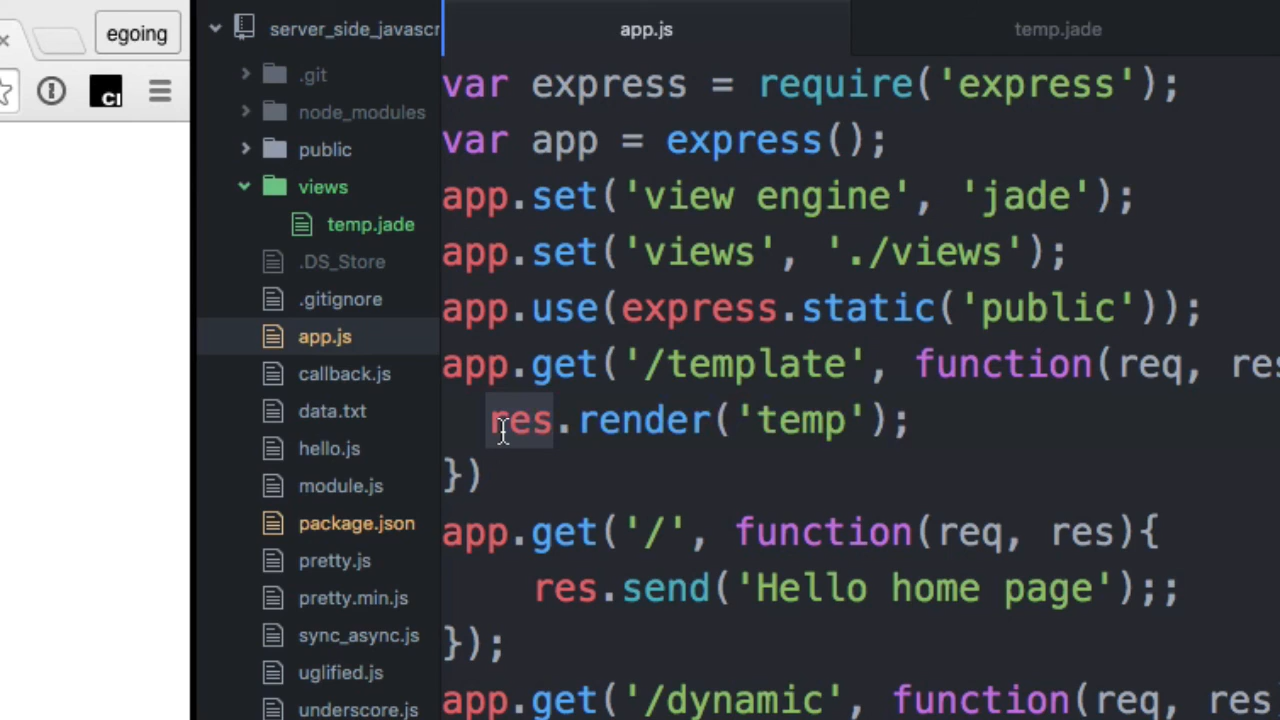 egoing
CI
server_side_javascr
.git
node_modules
public
views
temp.jade
.DS_Store
.gitignore
app.js
callback.js
data.txt
hello.js
module.js
package.json
pretty.js
pretty.min.js
sync_async.js
uglified.js
underscore.js
app.js
temp.jade
var express = require('express');
var app = express();
app.set('view engine', 'jade');
app.set('views', './views');
app.use(express.static('public'));
app.get('/template', function(req, res
  res.render('temp');
})
app.get('/', function(req, res){
    res.send('Hello home page');;
});
app.get('/dynamic', function(req, res